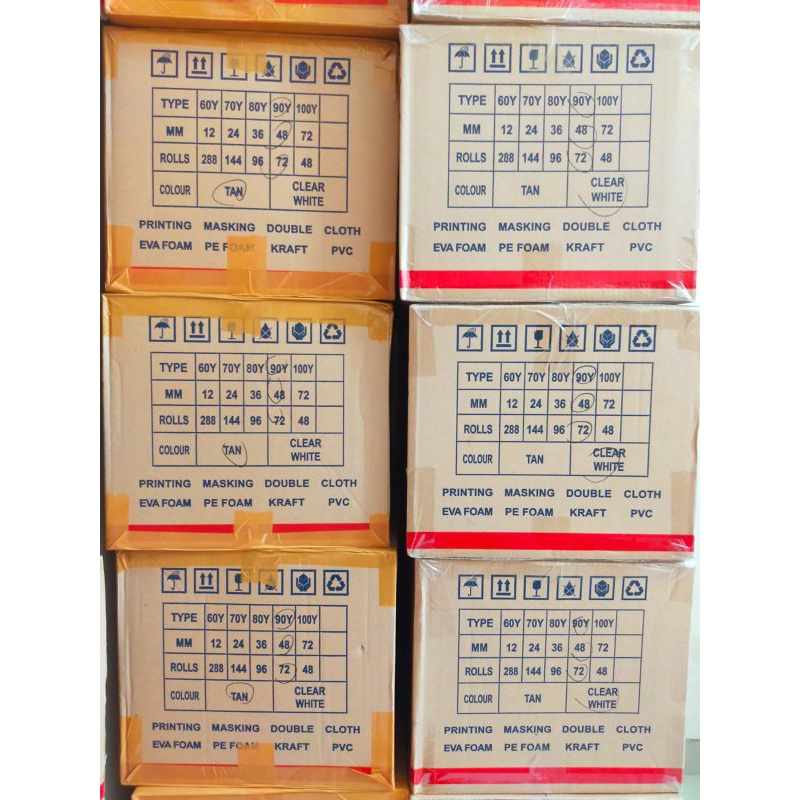 TYPE 60Y 70Y 80Y 90Y 100Y
MM 12 24 36 48 72
ROLLS 288 144 96 72 48
COLOUR TAN CLEAR WHITE
PRINTING MASKING DOUBLE CLOTH
EVA FOAM PE FOAM KRAFT PVC
TYPE 60Y 70Y 80Y 90Y 100Y
MM 12 24 36 48 72
ROLLS 288 144 96 72 48
COLOUR TAN CLEAR WHITE
PRINTING MASKING DOUBLE CLOTH
EVA FOAM PE FOAM KRAFT PVC
TYPE 60Y 70Y 80Y 90Y 100Y
MM 12 24 36 48 72
ROLLS 288 144 96 72 48
COLOUR TAN CLEAR WHITE
PRINTING MASKING DOUBLE CLOTH
EVA FOAM PE FOAM KRAFT PVC
TYPE 60Y 70Y 80Y 90Y 100Y
MM 12 24 36 48 72
ROLLS 288 144 96 72 48
COLOUR TAN CLEAR WHITE
PRINTING MASKING DOUBLE CLOTH
EVA FOAM PE FOAM KRAFT PVC
TYPE 60Y 70Y 80Y 90Y 100Y
MM 12 24 36 48 72
ROLLS 288 144 96 72 48
COLOUR TAN CLEAR WHITE
PRINTING MASKING DOUBLE CLOTH
EVA FOAM PE FOAM KRAFT PVC
TYPE 60Y 70Y 80Y 90Y 100Y
MM 12 24 36 48 72
ROLLS 288 144 96 72 48
COLOUR TAN CLEAR WHITE
PRINTING MASKING DOUBLE CLOTH
EVA FOAM PE FOAM KRAFT PVC